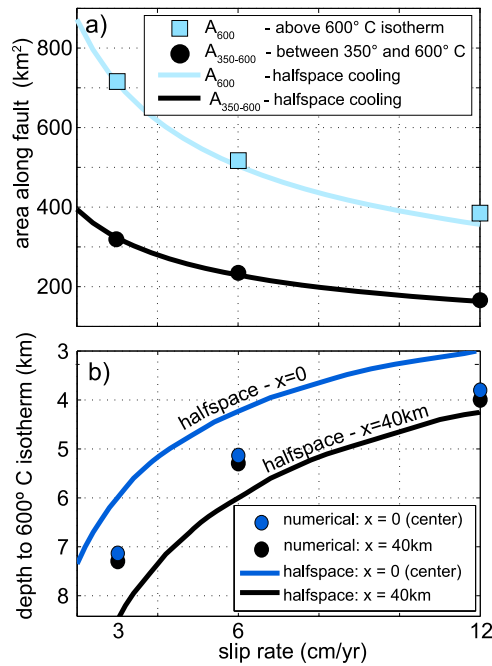 a)
A600 - above 600° C isotherm
A350-600 - between 350° and 600° C
A600 - halfspace cooling
A350-600 - halfspace cooling
area along fault (km²)
800
600
400
200
b)
depth to 600° C isotherm (km)
3
4
5
6
7
8
halfspace - x=0
halfspace - x=40km
numerical: x = 0 (center)
numerical: x = 40km
halfspace: x = 0 (center)
halfspace: x = 40km
3 6 12
slip rate (cm/yr)